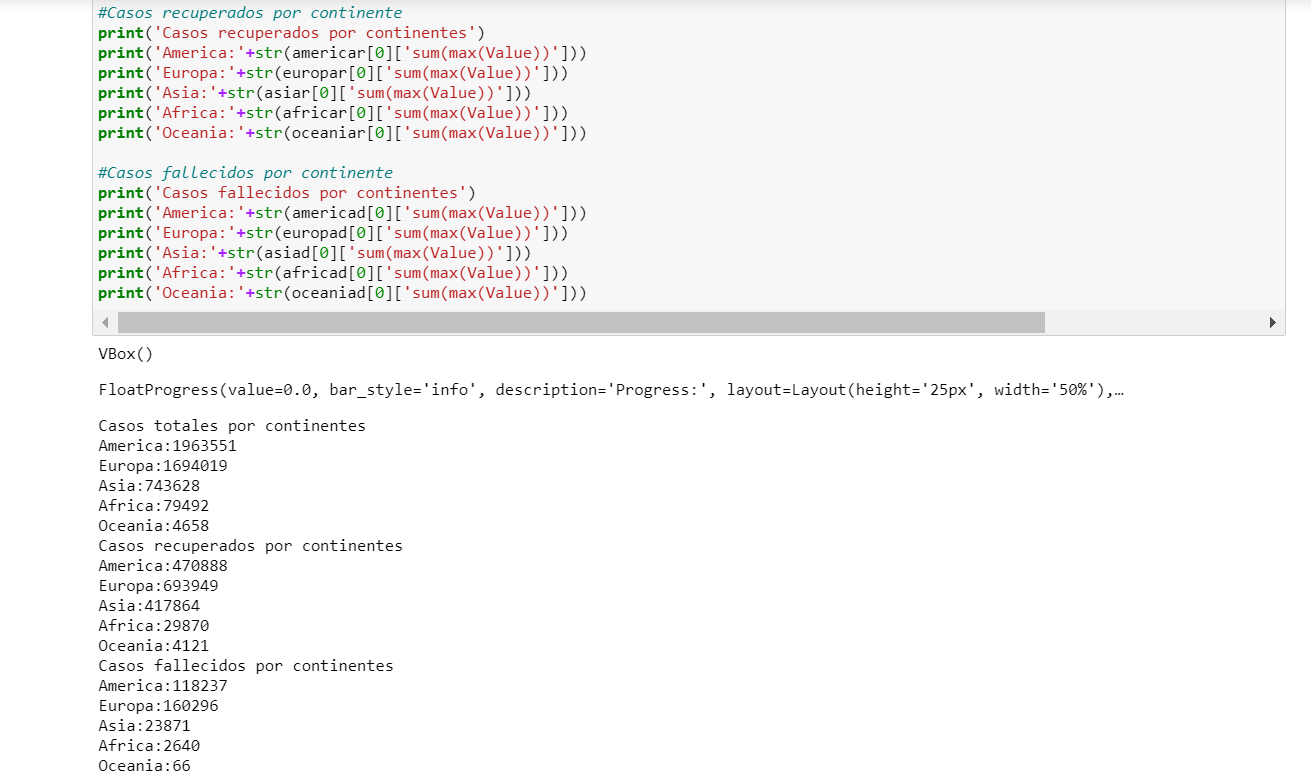 #Casos recuperados por continente
print('Casos recuperados por continentes')
print('America:'+str(americar[0]['sum(max(Value))']))
print('Europa:'+str(europar[0]['sum(max(Value))']))
print('Asia:'+str(asiar[0]['sum(max(Value))']))
print('Africa:'+str(africar[0]['sum(max(Value))']))
print('Oceania:'+str(oceaniar[0]['sum(max(Value))']))
#Casos fallecidos por continente
print('Casos fallecidos por continentes')
print('America:'+str(americad[0]['sum(max(Value))']))
print('Europa:'+str(europad[0]['sum(max(Value))']))
print('Asia:'+str(asiad[0]['sum(max(Value))']))
print('Africa:'+str(africad[0]['sum(max(Value))']))
print('Oceania:'+str(oceaniad[0]['sum(max(Value))']))
VBox()
FloatProgress(value=0.0, bar_style='info', description='Progress:', layout=Layout(height='25px', width='50%'),…
Casos totales por continentes
America:1963551
Europa:1694019
Asia:743628
Africa:79492
Oceania:4658
Casos recuperados por continentes
America:470888
Europa:693949
Asia:417864
Africa:29870
Oceania:4121
Casos fallecidos por continentes
America:118237
Europa:160296
Asia:23871
Africa:2640
Oceania:66